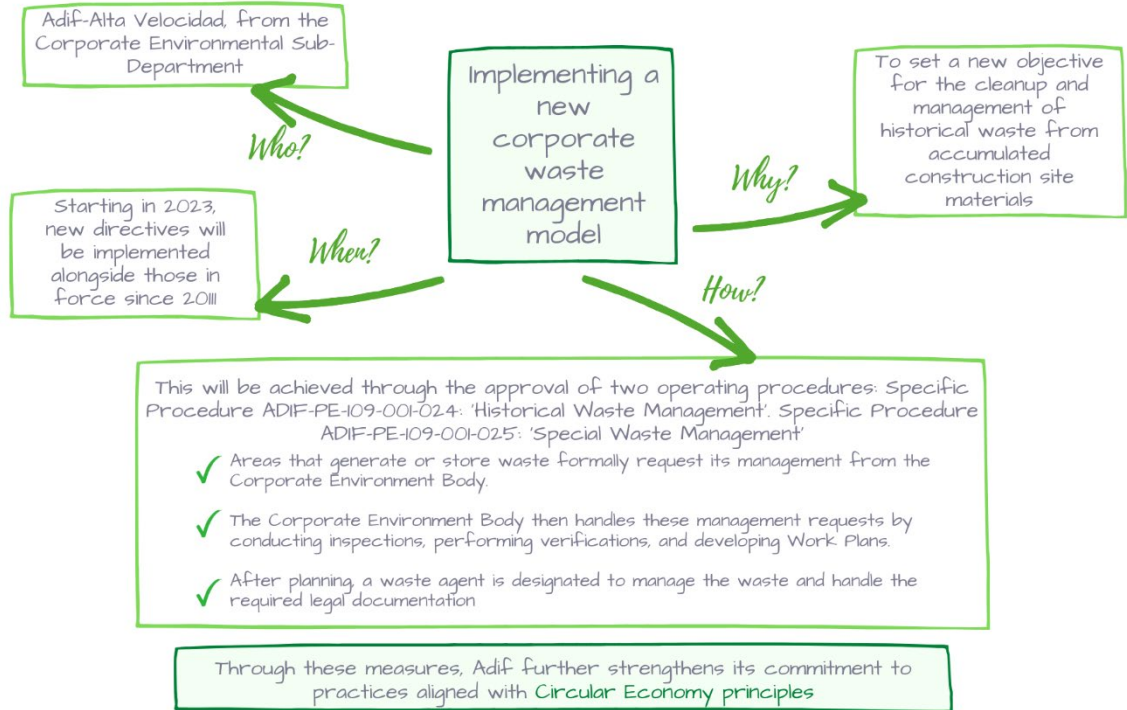 Adif-Alta Velocidad, from the
Corporate Environmental Sub-
Department
Who?
Implementing a
new
corporate
waste
management
model
Why?
To set a new objective
for the cleanup and
management of
historical waste from
accumulated
construction site
materials
Starting in 2023,
new directives will
be implemented
alongside those in
force since 20111
When?
How?
This will be achieved through the approval of two operating procedures: Specific
Procedure ADIF-PE-109-001-024: 'Historical Waste Management'. Specific Procedure
ADIF-PE-109-001-025: 'Special Waste Management'
✓ Areas that generate or store waste formally request its management from the
Corporate Environment Body.
✓ The Corporate Environment Body then handles these management requests by
conducting inspections, performing verifications, and developing Work Plans.
✓ After planning, a waste agent is designated to manage the waste and handle the
required legal documentation
Through these measures, Adif further strengthens its commitment to
practices aligned with Circular Economy principles